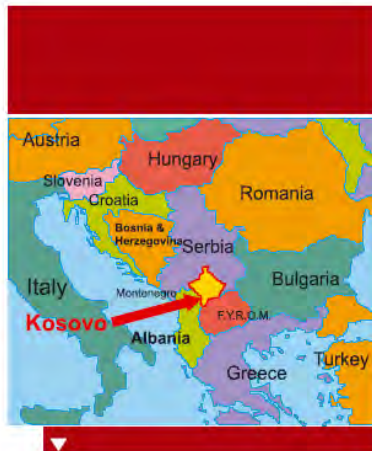 Austria
Hungary
Slovenia
Croatia
Romania
Bosnia &
Herzegovina
Serbia
Italy
Bulgaria
Montenegro
Kosovo
F.Y.R.O.M.
Albania
Turkey
Greece